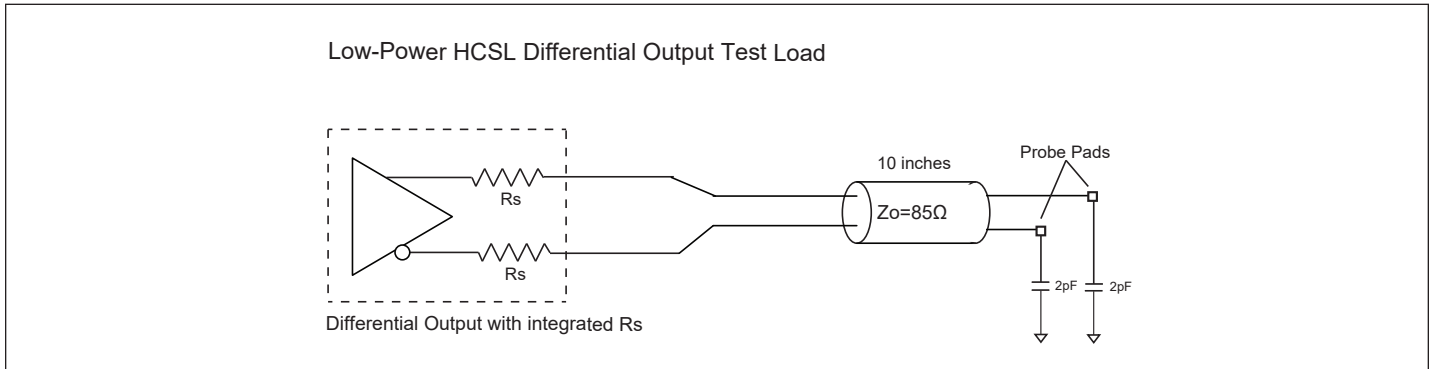 Low-Power HCSL Differential Output Test Load
10 inches
Probe Pads
Rs
Zo=85Ω
Rs
2pF
2pF
Differential Output with integrated Rs